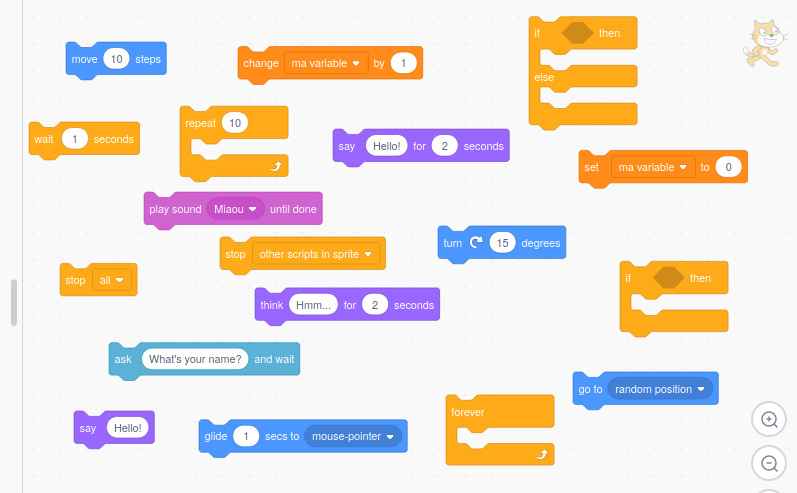 if then
else
move 10 steps
change ma variable by 1
repeat 10
wait 1 seconds
say Hello! for 2 seconds
set ma variable to 0
play sound Miaou until done
turn 15 degrees
stop other scripts in sprite
stop all
if then
think Hmm... for 2 seconds
ask What's your name? and wait
go to random position
forever
say Hello!
glide 1 secs to mouse-pointer